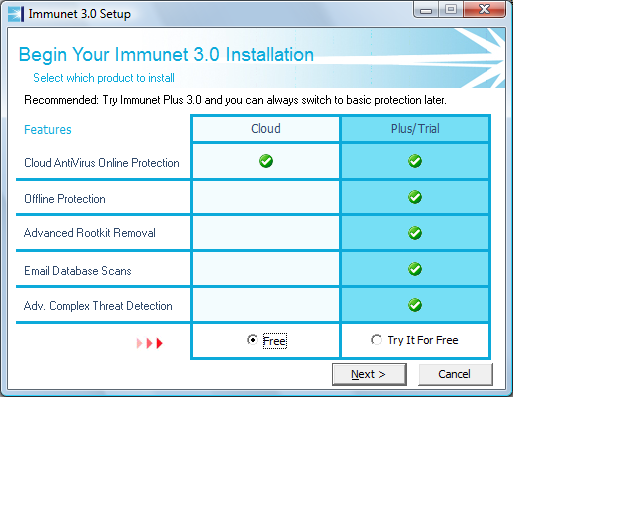 Immunet 3.0 Setup
Begin Your Immunet 3.0 Installation
Select which product to install
Recommended: Try Immunet Plus 3.0 and you can always switch to basic protection later.
Features Cloud Plus/Trial
Cloud AntiVirus Online Protection
Offline Protection
Advanced Rootkit Removal
Email Database Scans
Adv. Complex Threat Detection
Free Try It For Free
Next > Cancel